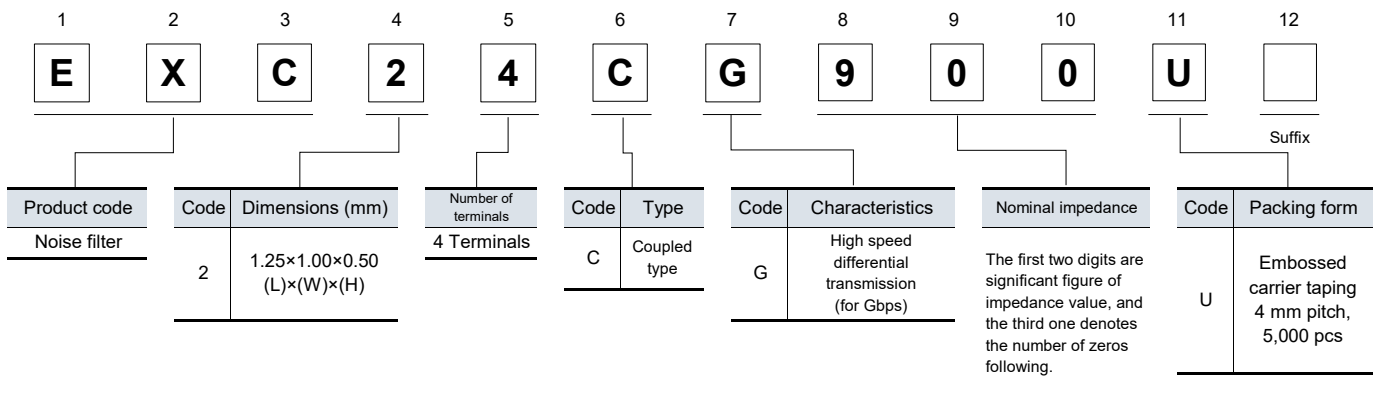 1 2 3 4 5 6 7 8 9 10 11 12
E X C 2 4 C G 9 0 0 U
Suffix
Product code
Noise filter
Code Dimensions (mm)
2 1.25×1.00×0.50
(L)×(W)×(H)
Number of
terminals
4 Terminals
Code Type
C Coupled
type
Code Characteristics
G High speed
differential
transmission
(for Gbps)
Nominal impedance
The first two digits are
significant figure of
impedance value, and
the third one denotes
the number of zeros
following.
Code Packing form
U Embossed
carrier taping
4 mm pitch,
5,000 pcs